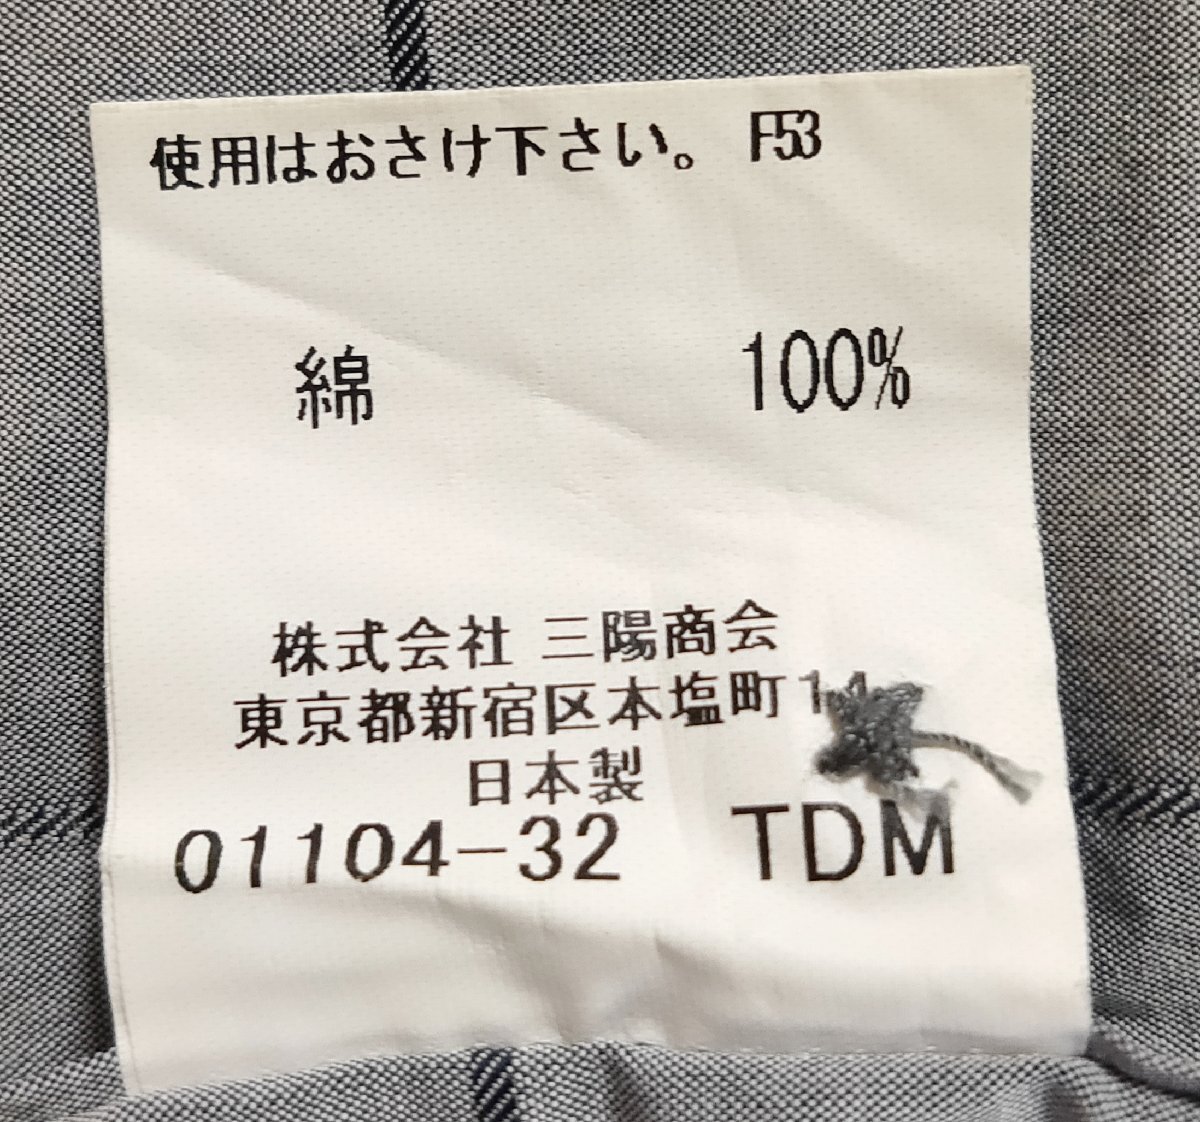 使用はおさけ下さい。 F53
綿 100%
株式会社 三陽商会
東京都新宿区本塩町
日本製
01104-32 TDM